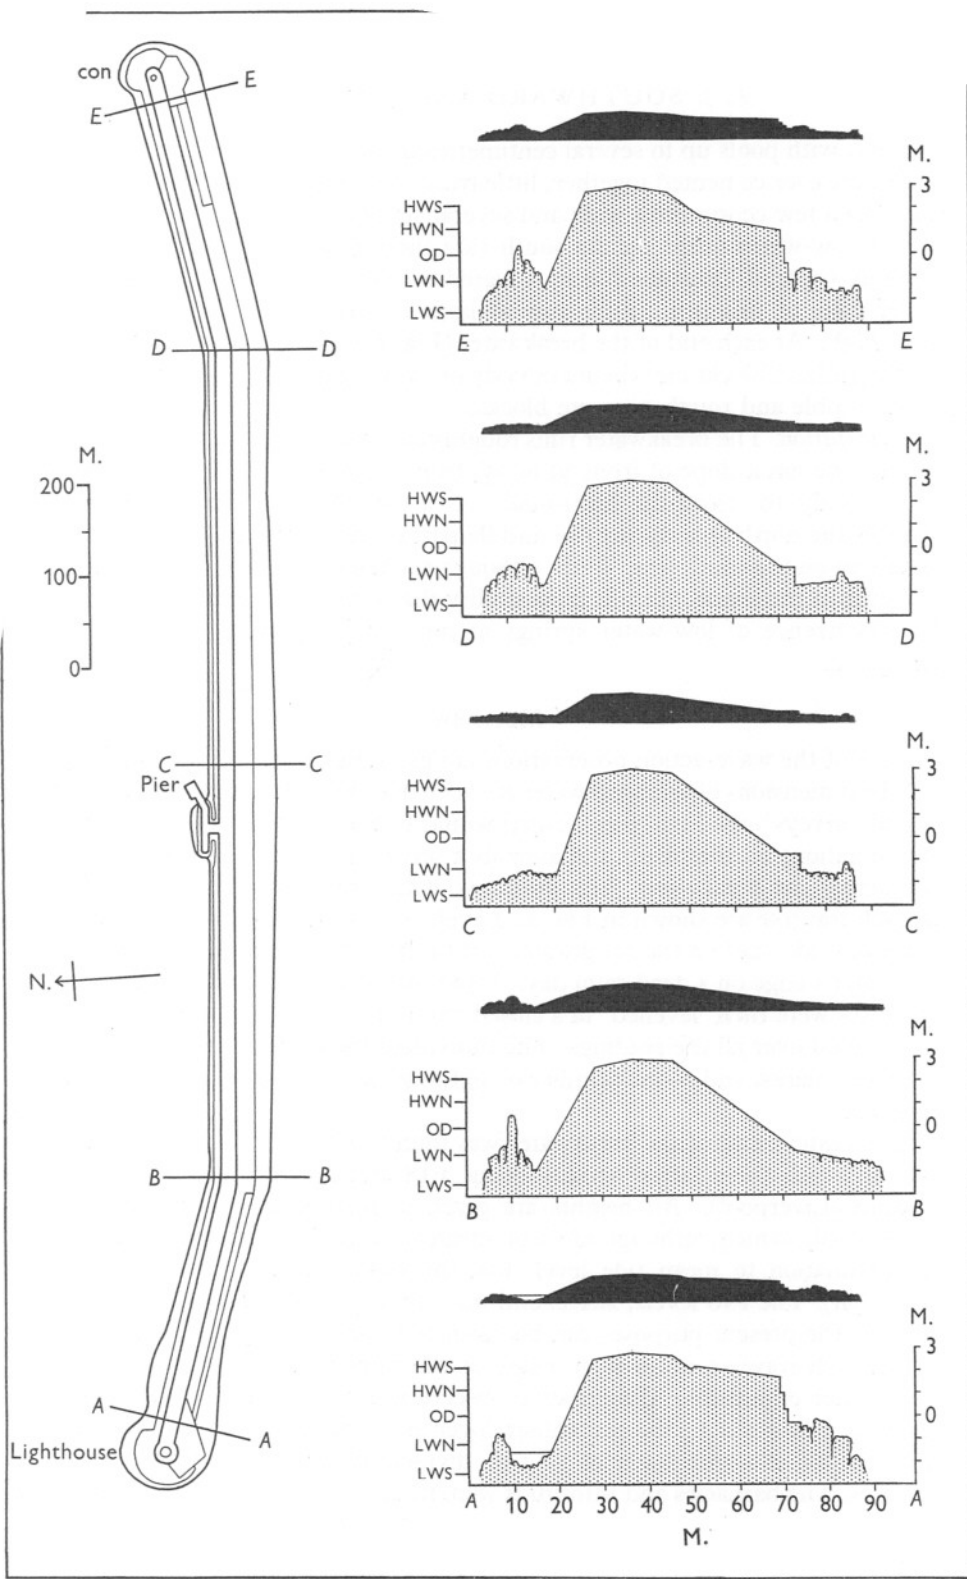 con
E
E
D
D
M.
200
100
0
C
C
Pier
N.
B
B
A
A
Lighthouse
M.
HWS
HWN
OD
LWN
LWS
3
0
E
E
M.
HWS
HWN
OD
LWN
LWS
3
0
D
D
M.
HWS
HWN
OD
LWN
LWS
3
0
C
C
M.
HWS
HWN
OD
LWN
LWS
3
0
B
B
M.
HWS
HWN
OD
LWN
LWS
3
0
A 10 20 30 40 50 60 70 80 90 A
M.